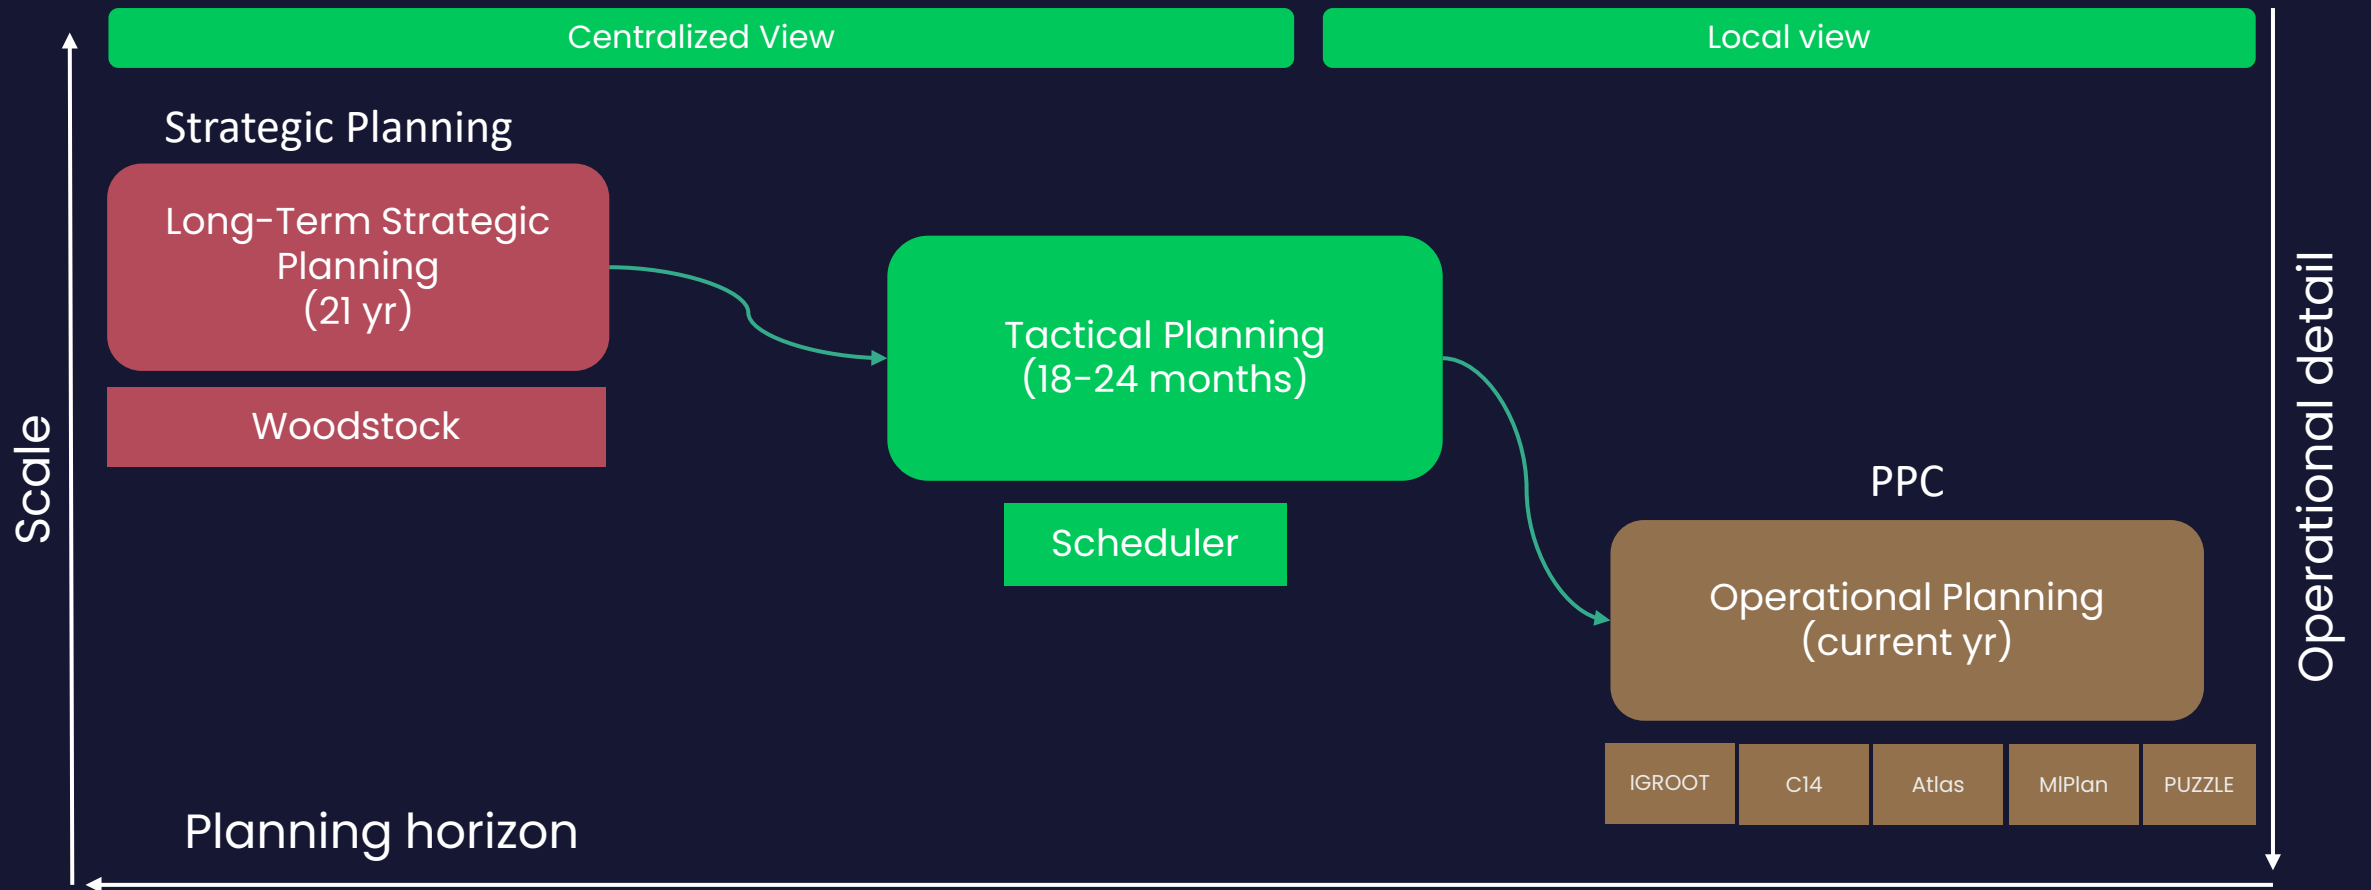 Centralized View
Local view
Strategic Planning
Long-Term Strategic
Planning
(21 yr)
Woodstock
Tactical Planning
(18-24 months)
Scheduler
PPC
Operational Planning
(current yr)
IGROOT
C14
Atlas
MIPlan
PUZZLE
Scale
Operational detail
Planning horizon